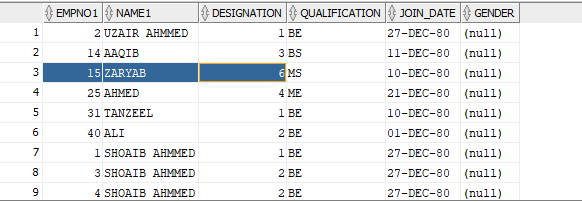 EMPNO1 NAME1 DESIGNATION QUALIFICATION JOIN_DATE GENDER
1 2 UZAIR AHMMED 1 BE 27-DEC-80 (null)
2 14 AAQIB 3 BS 11-DEC-80 (null)
3 15 ZARYAB 6 MS 10-DEC-80 (null)
4 25 AHMED 4 ME 21-DEC-80 (null)
5 31 TANZEEL 1 BE 10-DEC-80 (null)
6 40 ALI 2 BE 01-DEC-80 (null)
7 1 SHOAIB AHMMED 1 BE 27-DEC-80 (null)
8 3 SHOAIB AHMMED 2 BE 27-DEC-80 (null)
9 4 SHOAIB AHMMED 2 BE 27-DEC-80 (null)